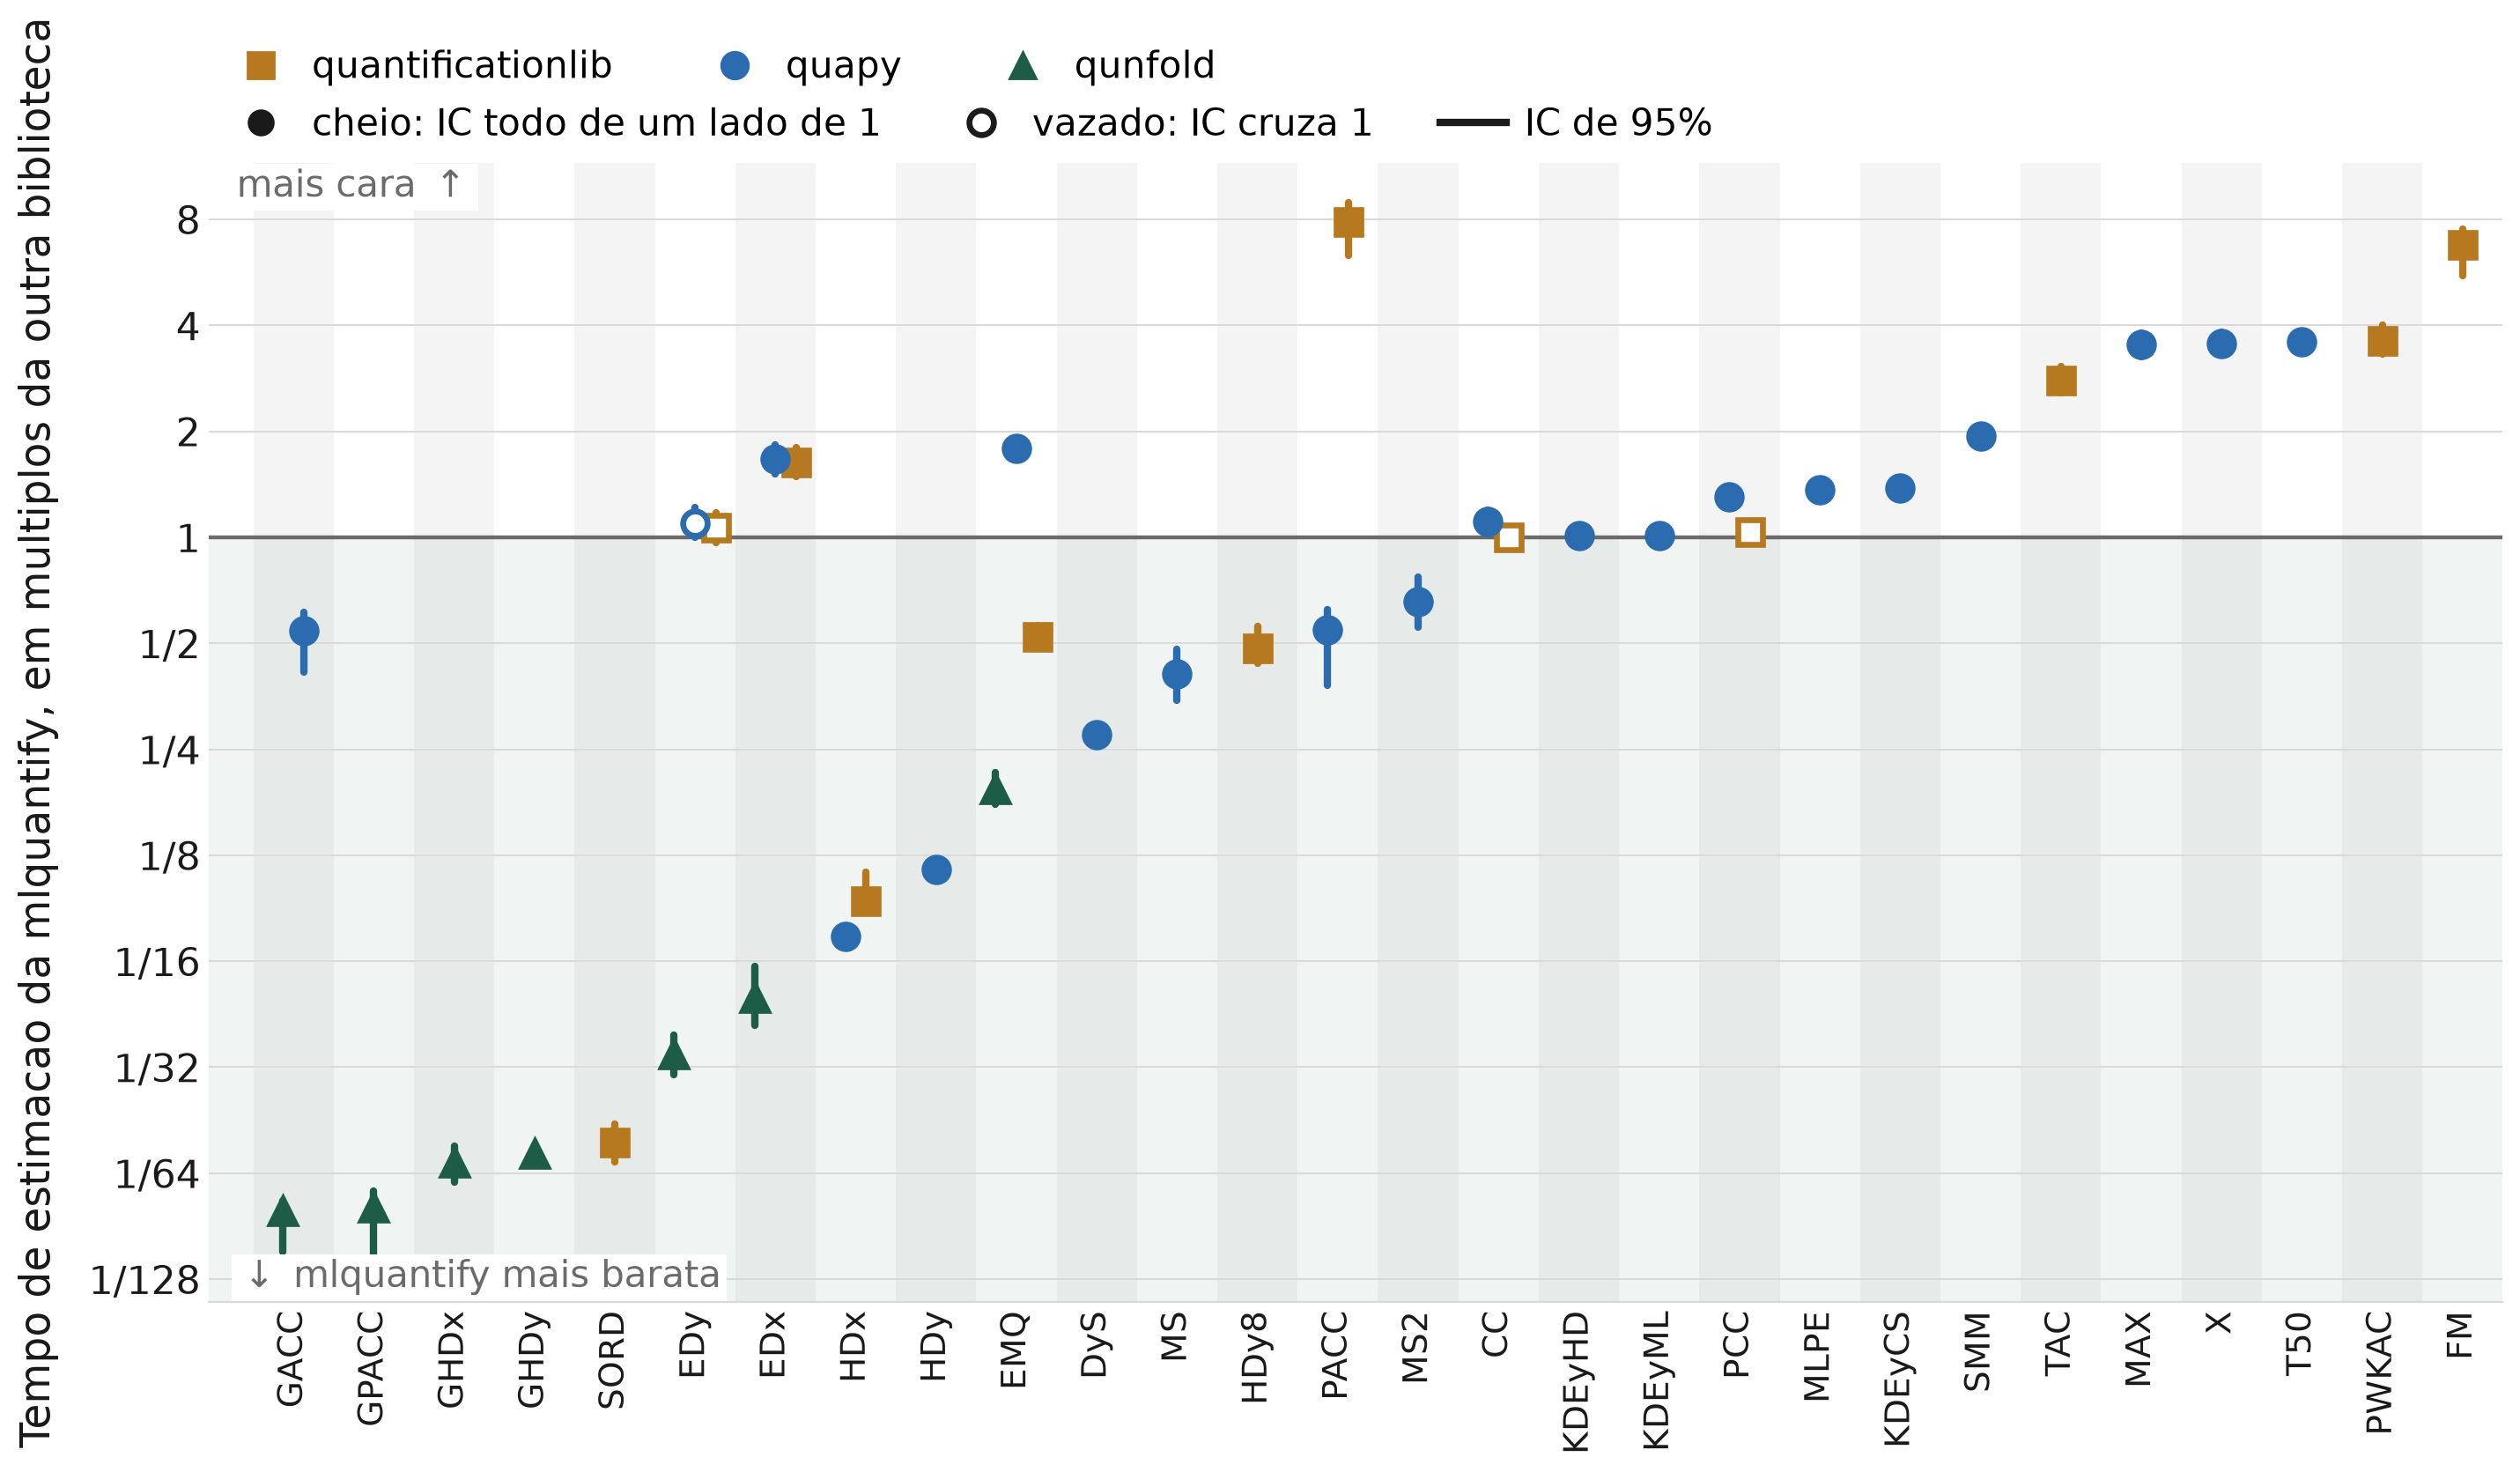 Tempo de estimacao da mlquantify, em multiplos da outra biblioteca
quantificationlib
quapy
qunfold
cheio: IC todo de um lado de 1
vazado: IC cruza 1
IC de 95%
mais cara ↑
8
4
2
1
1/2
1/4
1/8
1/16
1/32
1/64
1/128
↓ mlquantify mais barata
GACC
GPACC
GHDx
GHDy
SORD
EDy
EDx
HDx
HDy
EMQ
DyS
MS
HDy8
PACC
MS2
CC
KDEyHD
KDEyML
PCC
MLPE
KDEyCS
SMM
TAC
MAX
X
T50
PWKAC
FM